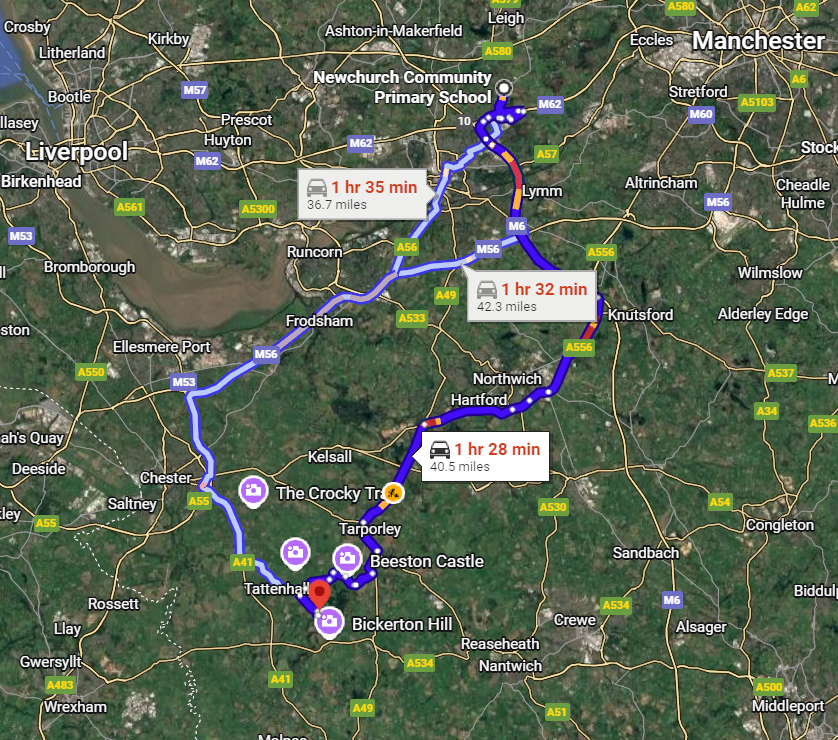 A579
Leigh
A580
A62
Crosby
Kirkby
Ashton-in-Makerfield
Litherland
A580
Eccles
Manchester
Newchurch Community
Primary School
A6
M57
Bootle
M62
Stretford
A5103
10
M60
Prescot
Huyton
M62
Liverpool
M62
A57
Stock
Birkenhead
1 hr 35 min
36.7 miles
Lymm
Altrincham
Cheadle
Hulme
A561
A5300
M56
M6
M53
A56
M56
Runcorn
A556
Bromborough
Wilmslow
1 hr 32 min
42.3 miles
A49
Frodsham
A533
Knutsford
Alderley Edge
Ellesmere Port
A556
M56
A550
M53
Northwich
A537
Hartford
A34
A536
1 hr 28 min
40.5 miles
Deeside
Kelsall
Chester
The Crocky Tra
Saltney
A55
A55
A530
A54
Congleton
Tarporley
Sandbach
A41
Beeston Castle
Tattenhall
Rossett
M6
A534
Bickerton Hill
Crewe
Alsager
Llay
Reaseheath
Gwersyllt
A534
Nantwich
A483
A41
A500
Wrexham
A49
A51
Middleport